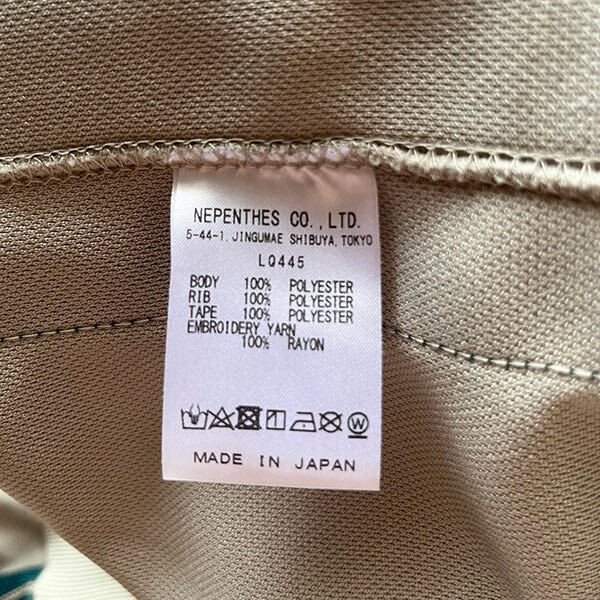 NEPENTHES CO., LTD.
5-44-1, JINGUMAE SHIBUYA, TOKYO
LQ445
BODY 100% POLYESTER
RIB 100% POLYESTER
TAPE 100% POLYESTER
EMBROIDERY YARN
100% RAYON
W
MADE IN JAPAN